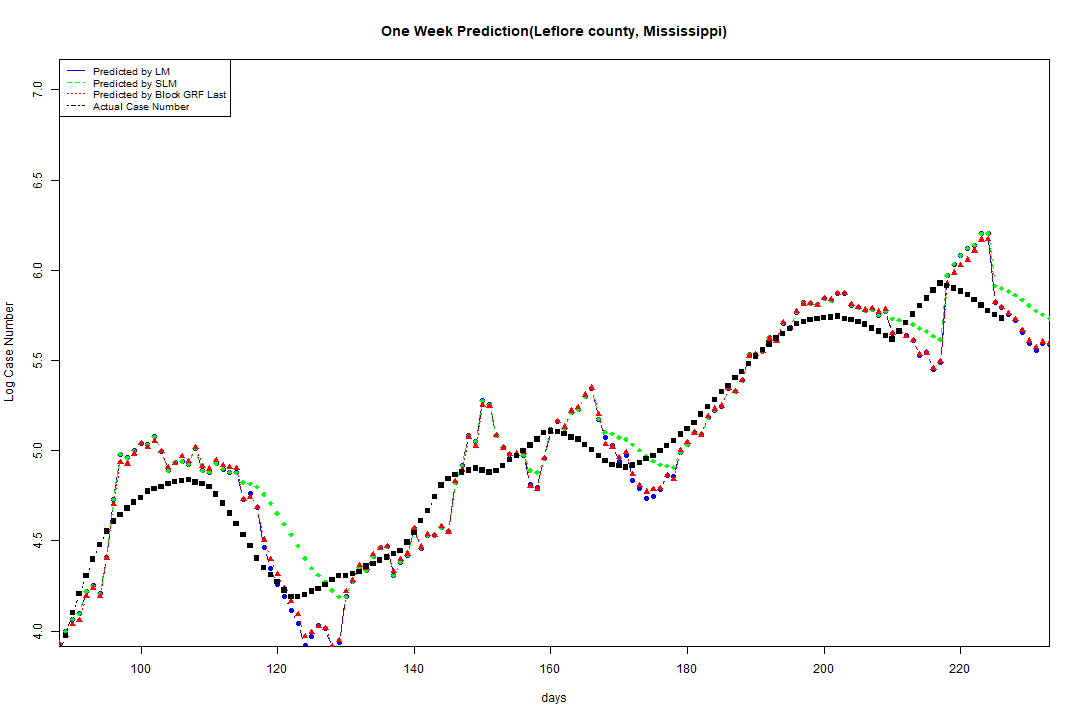 One Week Prediction(Leflore county, Mississippi)
Predicted by LM
Predicted by SLM
Predicted by Block GRF Last
Actual Case Number
7.0
6.5
6.0
5.5
5.0
4.5
4.0
Log Case Number
100 120 140 160 180 200 220
days